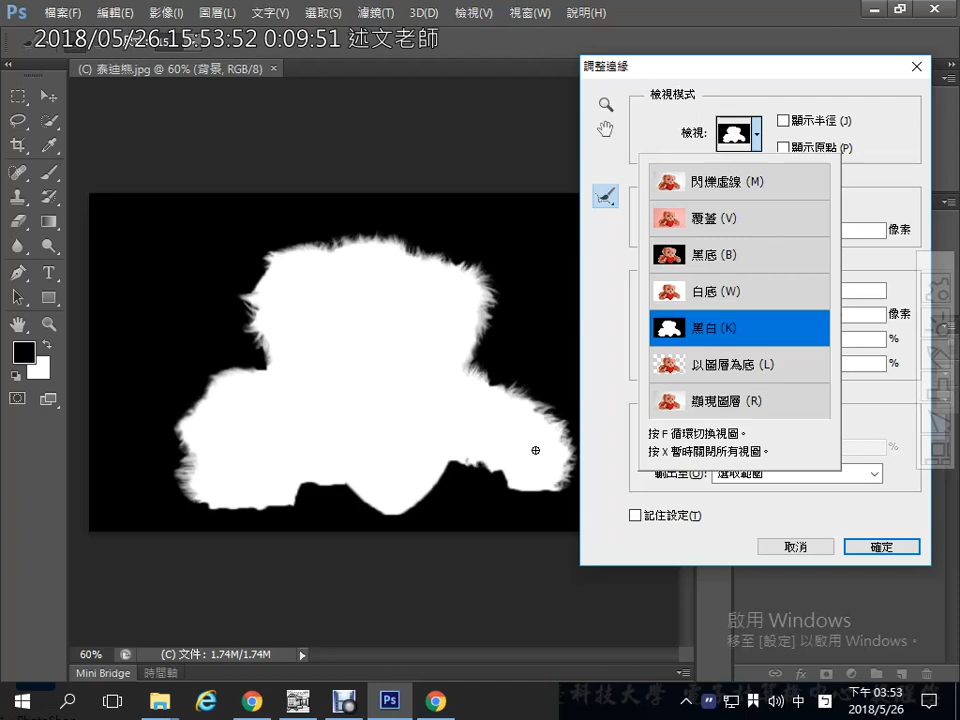 Ps 檔案(F) 編輯(E) 影像(I) 圖層(L) 文字(Y) 選取(S) 濾鏡(T) 3D(D) 檢視(V) 視窗(W) 說明(H)
2018/05/26 15:53:52 0:09:51 述文老師
(C) 泰迪熊.jpg @ 60% (背景, RGB/8) ×
調整邊緣
檢視模式
檢視:
顯示半徑 (J)
顯示原點 (P)
閃爍虛線 (M)
覆蓋 (V)
黑底 (B)
白底 (W)
黑白 (K)
以圖層為底 (L)
顯現圖層 (R)
按 F 循環切換視圖。
按 X 暫時關閉所有視圖。
像素
像素
%
%
%
輸出至(U): 選取範圍
記住設定(T)
取消
確定
啟用 Windows
移至 [設定] 以啟用 Windows。
60%
(C) 文件: 1.74M/1.74M
Mini Bridge 時間軸
科技大學
中
下午 03:53
2018/5/26